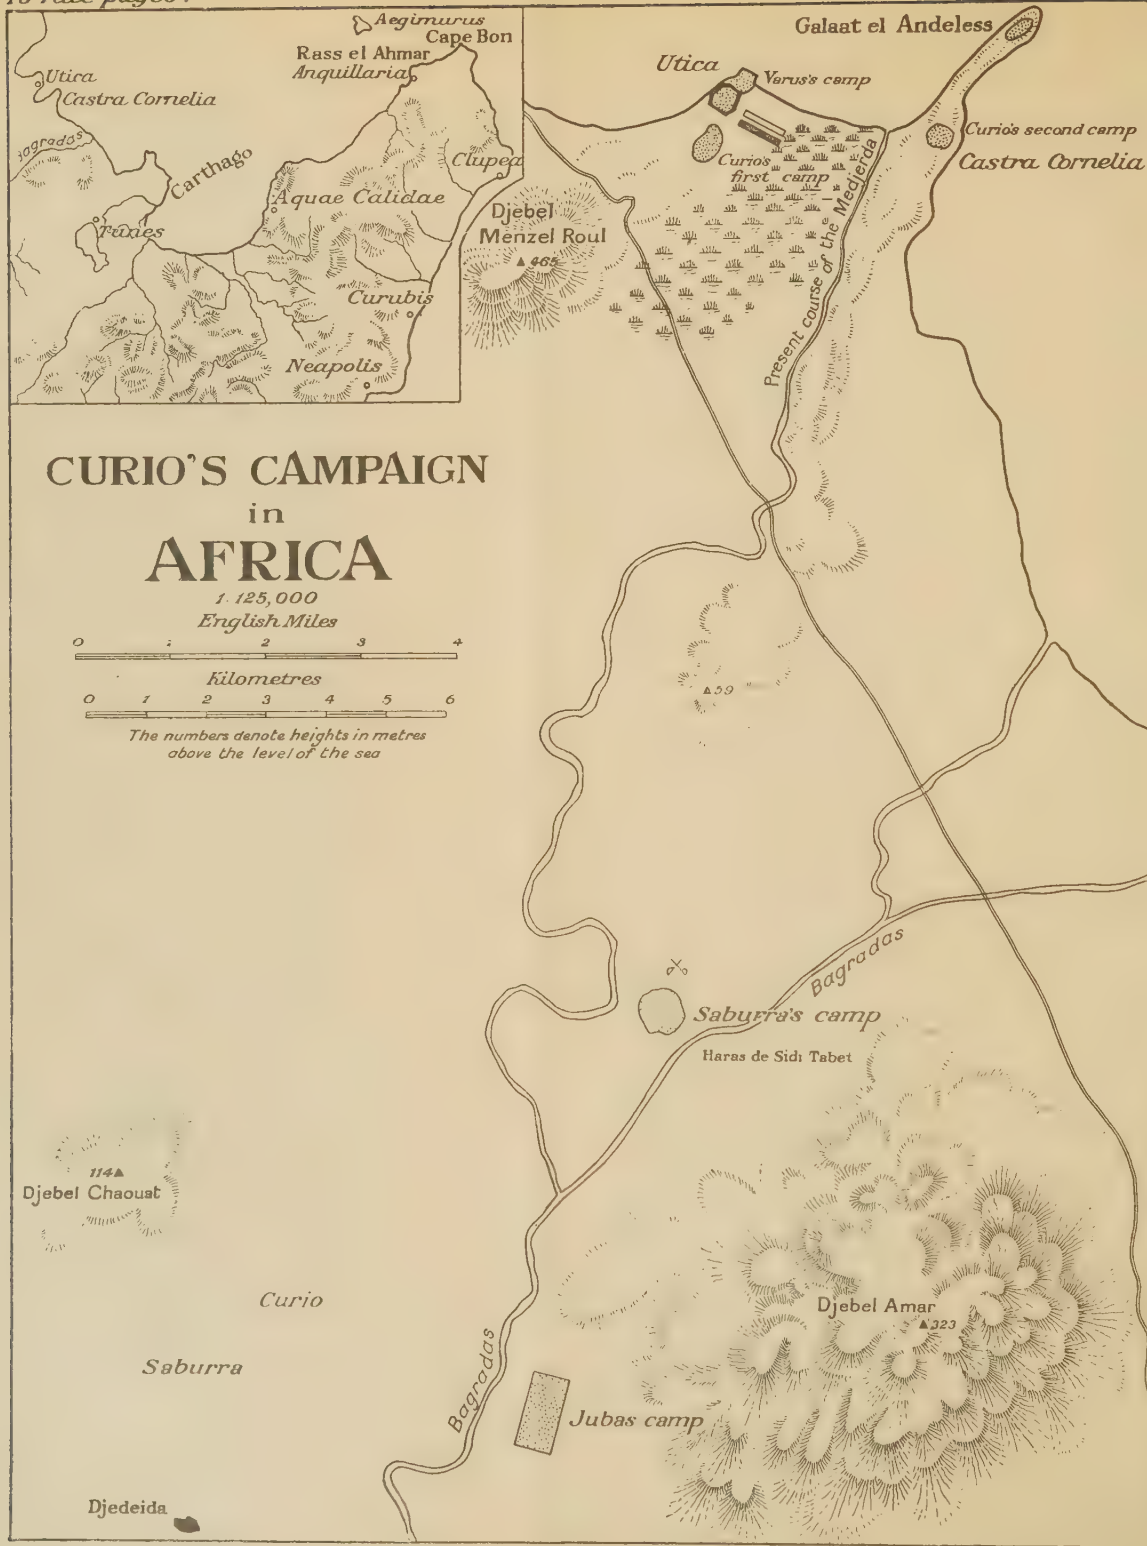 Aegimurus
Cape Bon
Rass el Ahmar
Anquillaria
Utica
Castra Cornelia
Bagradas
Carthago
Clupea
Aquae Calidae
Tunes
Curubis
Neapolis
Galaat el Andeless
Utica
Varus's camp
Curio's second camp
Castra Cornelia
Curio's
first camp
Present course of the Medjerda
Djebel
Menzel Roul
465
CURIO'S CAMPAIGN
in
AFRICA
1:125,000
English Miles
0 1 2 3 4
Kilometres
0 1 2 3 4 5 6
The numbers denote heights in metres
above the level of the sea
59
Bagradas
Saburra's camp
Haras de Sidi Tabet
114
Djebel Chaouat
Curio
Saburra
Djebel Amar
323
Bagradas
Jubas camp
Djedeida